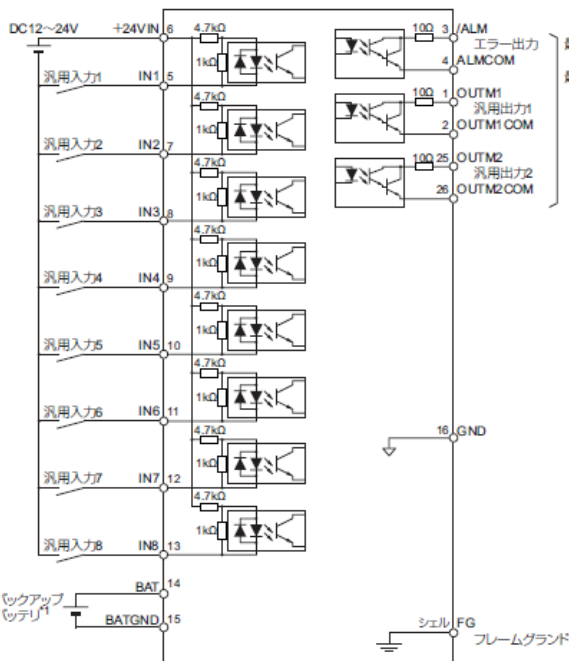 DC12～24V +24VIN 6 4.7kΩ
1kΩ
汎用入力1 IN1 5
4.7kΩ
1kΩ
汎用入力2 IN2 7
4.7kΩ
1kΩ
汎用入力3 IN3 8
4.7kΩ
1kΩ
汎用入力4 IN4 9
4.7kΩ
1kΩ
汎用入力5 IN5 10
4.7kΩ
1kΩ
汎用入力6 IN6 11
4.7kΩ
1kΩ
汎用入力7 IN7 12
4.7kΩ
1kΩ
汎用入力8 IN8 13
BAT 14
ックアップ
ッテリ*1
BATGND 15
10Ω 3 /ALM
エラー出力
4 ALMCOM
10Ω 1 OUTM1
汎用出力1
2 OUTM1COM
10Ω 25 OUTM2
汎用出力2
26 OUTM2COM
16 GND
シェル FG
フレームグランド